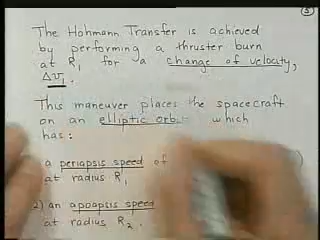 (5)
The Hohmann Transfer is achieved
by performing a thruster burn
at R₁ for a change of velocity,
Δv₁.
This maneuver places the spacecraft
on an elliptic orbit which
has:
a periapsis speed of
at radius R₁
2) an apoapsis speed
at radius R₂.